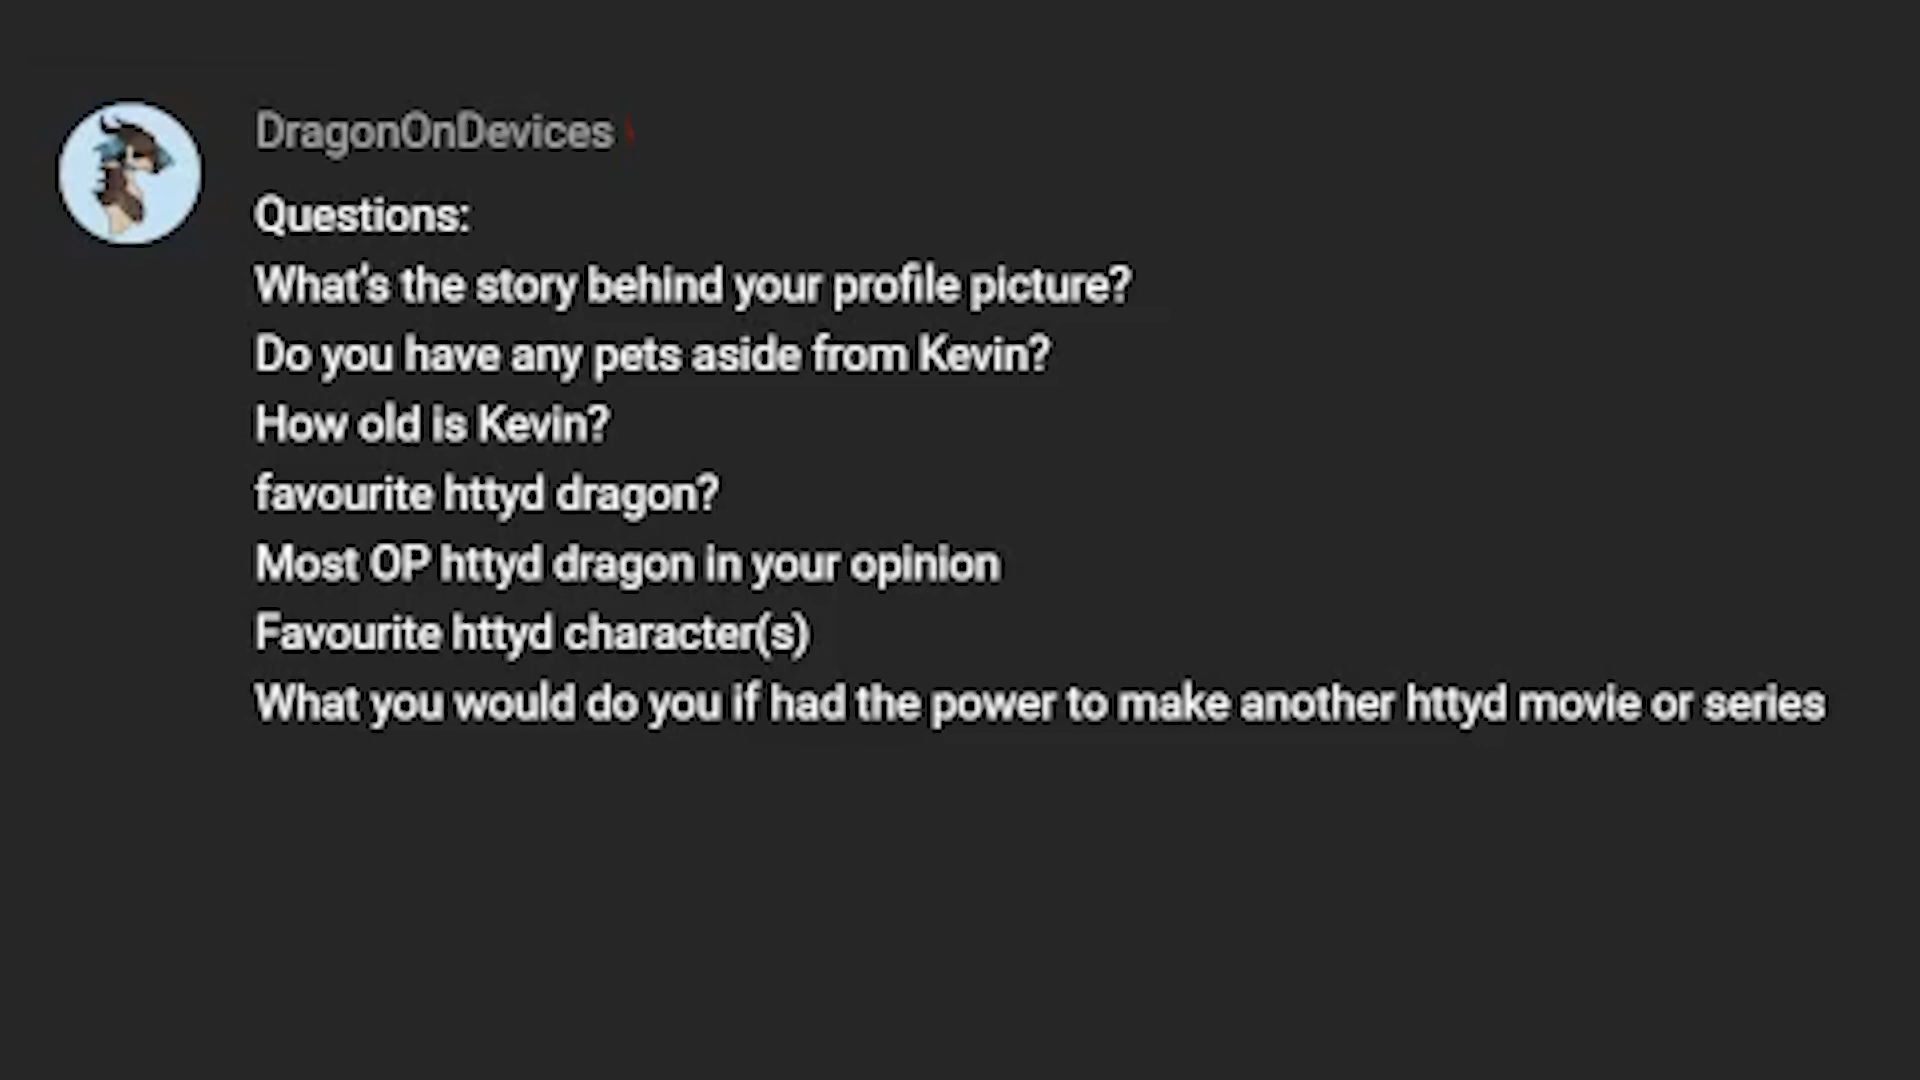 DragonOnDevices
Questions:
What's the story behind your profile picture?
Do you have any pets aside from Kevin?
How old is Kevin?
favourite httyd dragon?
Most OP httyd dragon in your opinion
Favourite httyd character(s)
What you would do you if had the power to make another httyd movie or series